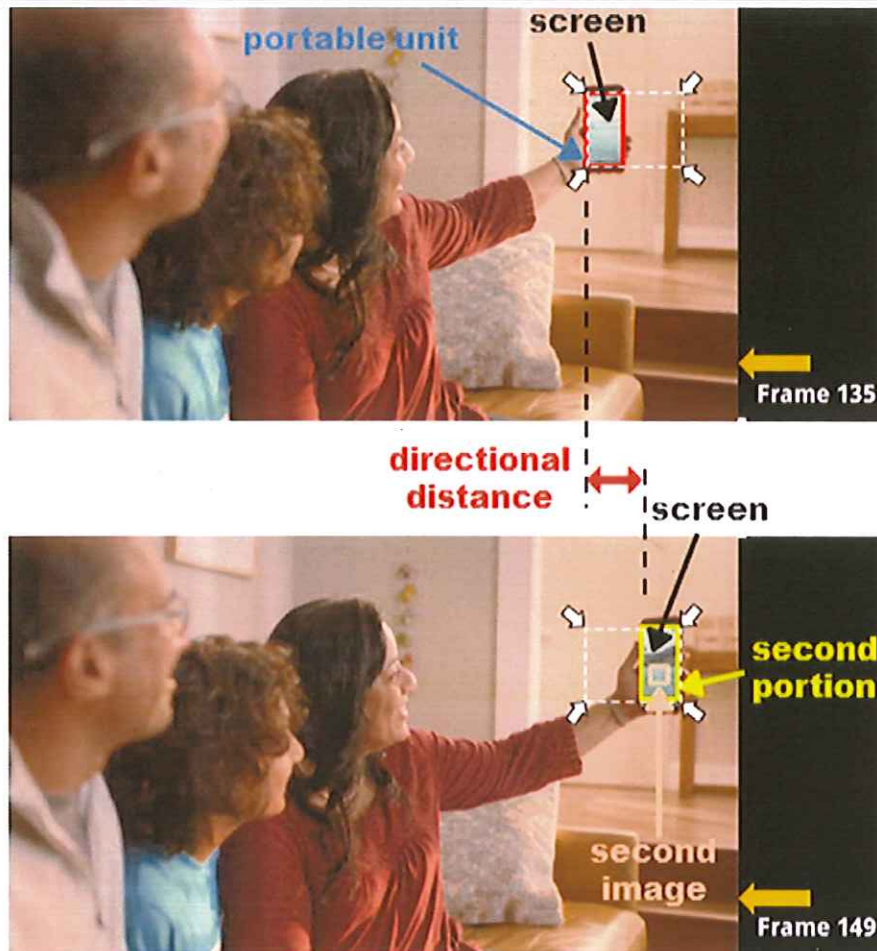 portable unit
screen
Frame 135
directional
distance
screen
second
portion
second
image
Frame 149